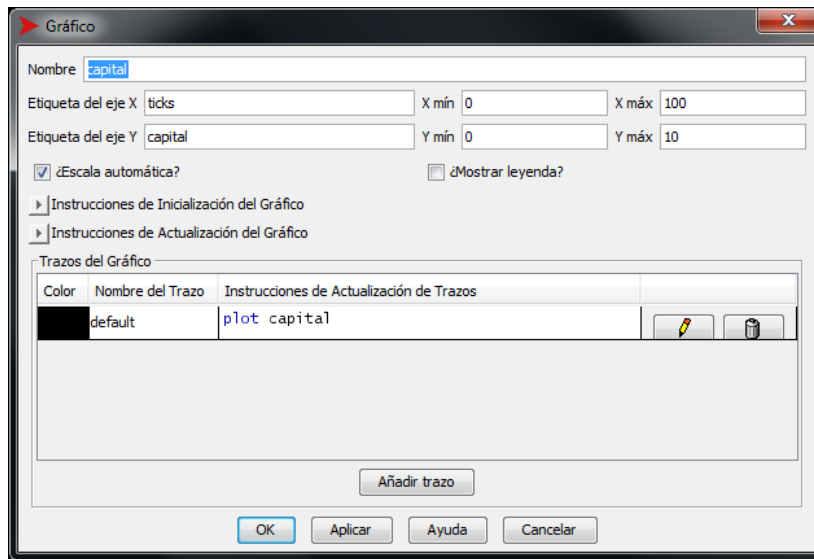 Gráfico
Nombre capital
Etiqueta del eje X ticks X mín 0 X máx 100
Etiqueta del eje Y capital Y mín 0 Y máx 10
¿Escala automática? ¿Mostrar leyenda?
Instrucciones de Inicialización del Gráfico
Instrucciones de Actualización del Gráfico
Trazos del Gráfico
Color Nombre del Trazo Instrucciones de Actualización de Trazos
default plot capital
Añadir trazo
OK Aplicar Ayuda Cancelar